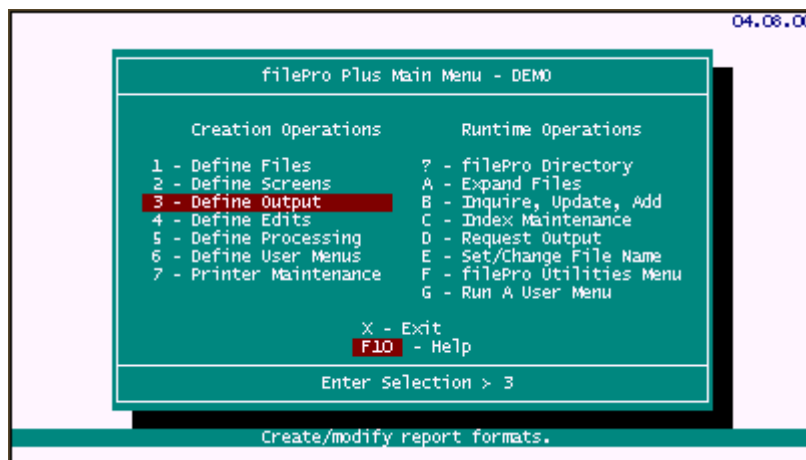 04.08.0
filePro Plus Main Menu - DEMO
Creation Operations
1 - Define Files
2 - Define Screens
3 - Define Output
4 - Define Edits
5 - Define Processing
6 - Define User Menus
7 - Printer Maintenance
Runtime Operations
? - filePro Directory
A - Expand Files
B - Inquire, Update, Add
C - Index Maintenance
D - Request Output
E - Set/Change File Name
F - filePro Utilities Menu
G - Run A User Menu
X - Exit
F10 - Help
Enter Selection > 3
Create/modify report formats.